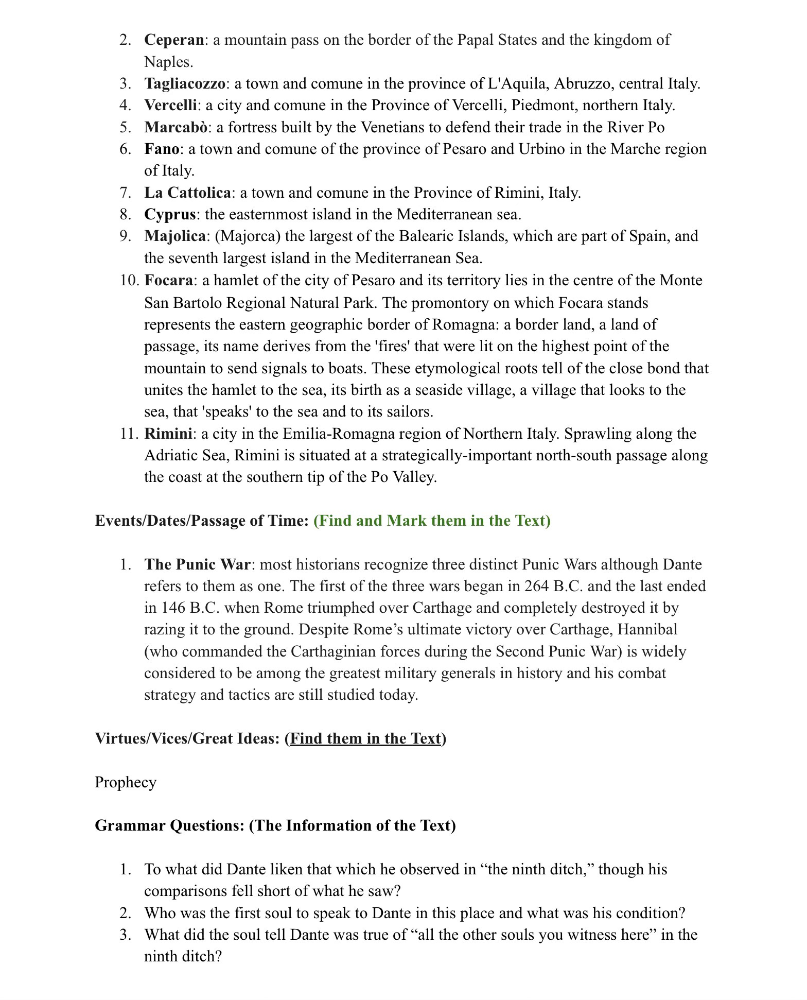 2. Ceperan: a mountain pass on the border of the Papal States and the kingdom of
Naples.
3. Tagliacozzo: a town and comune in the province of L'Aquila, Abruzzo, central Italy.
4. Vercelli: a city and comune in the Province of Vercelli, Piedmont, northern Italy.
5. Marcabò: a fortress built by the Venetians to defend their trade in the River Po
6. Fano: a town and comune of the province of Pesaro and Urbino in the Marche region
of Italy.
7. La Cattolica: a town and comune in the Province of Rimini, Italy.
8. Cyprus: the easternmost island in the Mediterranean sea.
9. Majolica: (Majorca) the largest of the Balearic Islands, which are part of Spain, and
the seventh largest island in the Mediterranean Sea.
10. Focara: a hamlet of the city of Pesaro and its territory lies in the centre of the Monte
San Bartolo Regional Natural Park. The promontory on which Focara stands
represents the eastern geographic border of Romagna: a border land, a land of
passage, its name derives from the 'fires' that were lit on the highest point of the
mountain to send signals to boats. These etymological roots tell of the close bond that
unites the hamlet to the sea, its birth as a seaside village, a village that looks to the
sea, that 'speaks' to the sea and to its sailors.
11. Rimini: a city in the Emilia-Romagna region of Northern Italy. Sprawling along the
Adriatic Sea, Rimini is situated at a strategically-important north-south passage along
the coast at the southern tip of the Po Valley.
Events/Dates/Passage of Time: (Find and Mark them in the Text)
1. The Punic War: most historians recognize three distinct Punic Wars although Dante
refers to them as one. The first of the three wars began in 264 B.C. and the last ended
in 146 B.C. when Rome triumphed over Carthage and completely destroyed it by
razing it to the ground. Despite Rome’s ultimate victory over Carthage, Hannibal
(who commanded the Carthaginian forces during the Second Punic War) is widely
considered to be among the greatest military generals in history and his combat
strategy and tactics are still studied today.
Virtues/Vices/Great Ideas: (Find them in the Text)
Prophecy
Grammar Questions: (The Information of the Text)
1. To what did Dante liken that which he observed in “the ninth ditch,” though his
comparisons fell short of what he saw?
2. Who was the first soul to speak to Dante in this place and what was his condition?
3. What did the soul tell Dante was true of “all the other souls you witness here” in the
ninth ditch?